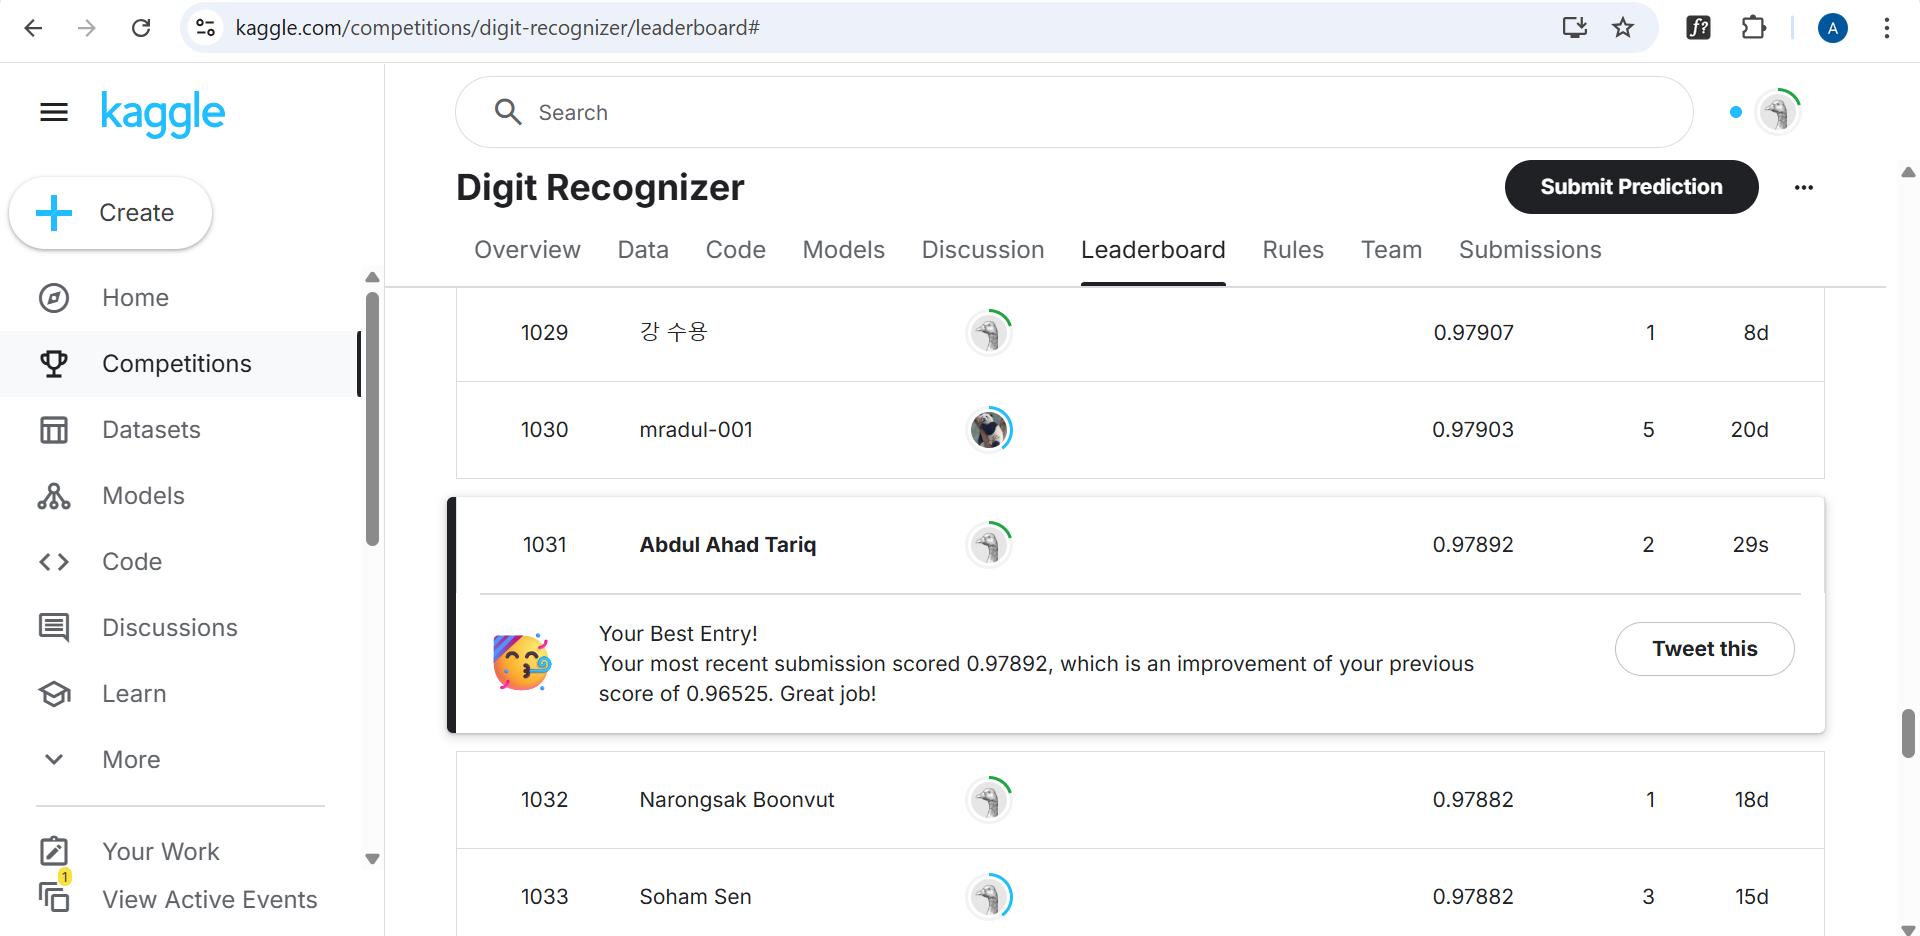 kaggle.com/competitions/digit-recognizer/leaderboard#
f?
A
kaggle
Search
Digit Recognizer
Submit Prediction
Create
Overview Data Code Models Discussion Leaderboard Rules Team Submissions
Home
Competitions
Datasets
Models
Code
Discussions
Learn
More
Your Work
1
View Active Events
1029 강 수용 0.97907 1 8d
1030 mradul-001 0.97903 5 20d
1031 Abdul Ahad Tariq 0.97892 2 29s
Your Best Entry!
Your most recent submission scored 0.97892, which is an improvement of your previous
score of 0.96525. Great job!
Tweet this
1032 Narongsak Boonvut 0.97882 1 18d
1033 Soham Sen 0.97882 3 15d